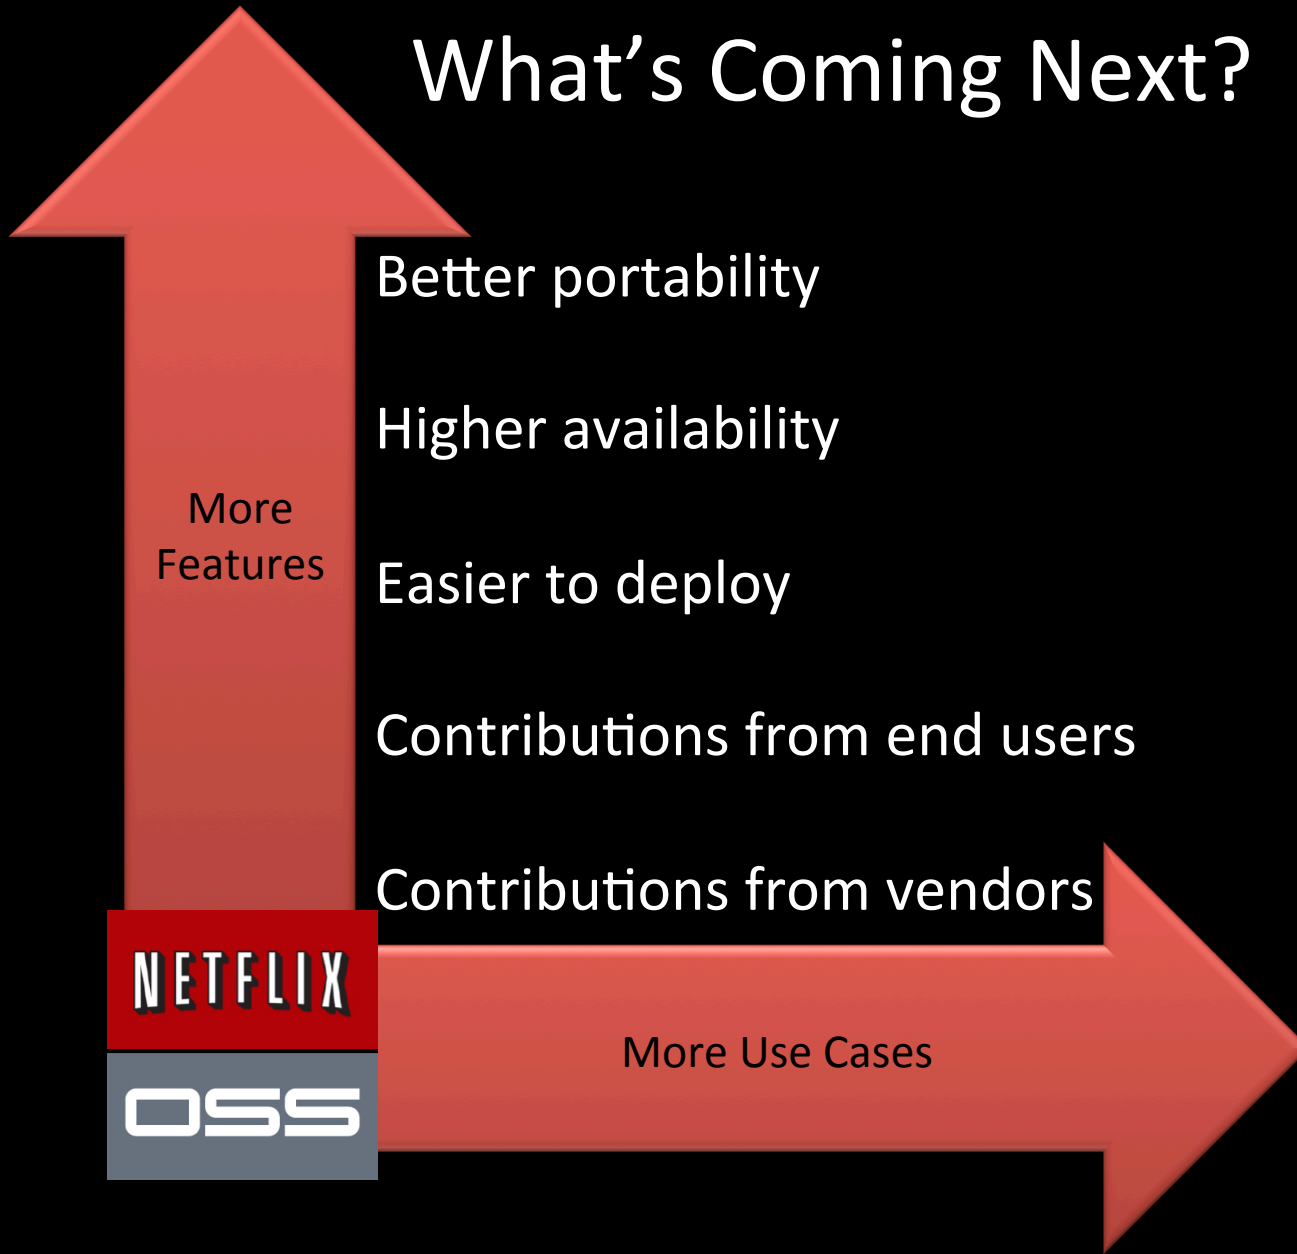 What’s Coming Next?
Better portability
Higher availability
More
Features
Easier to deploy
Contributions from end users
Contributions from vendors
NETFLIX
More Use Cases
OSS